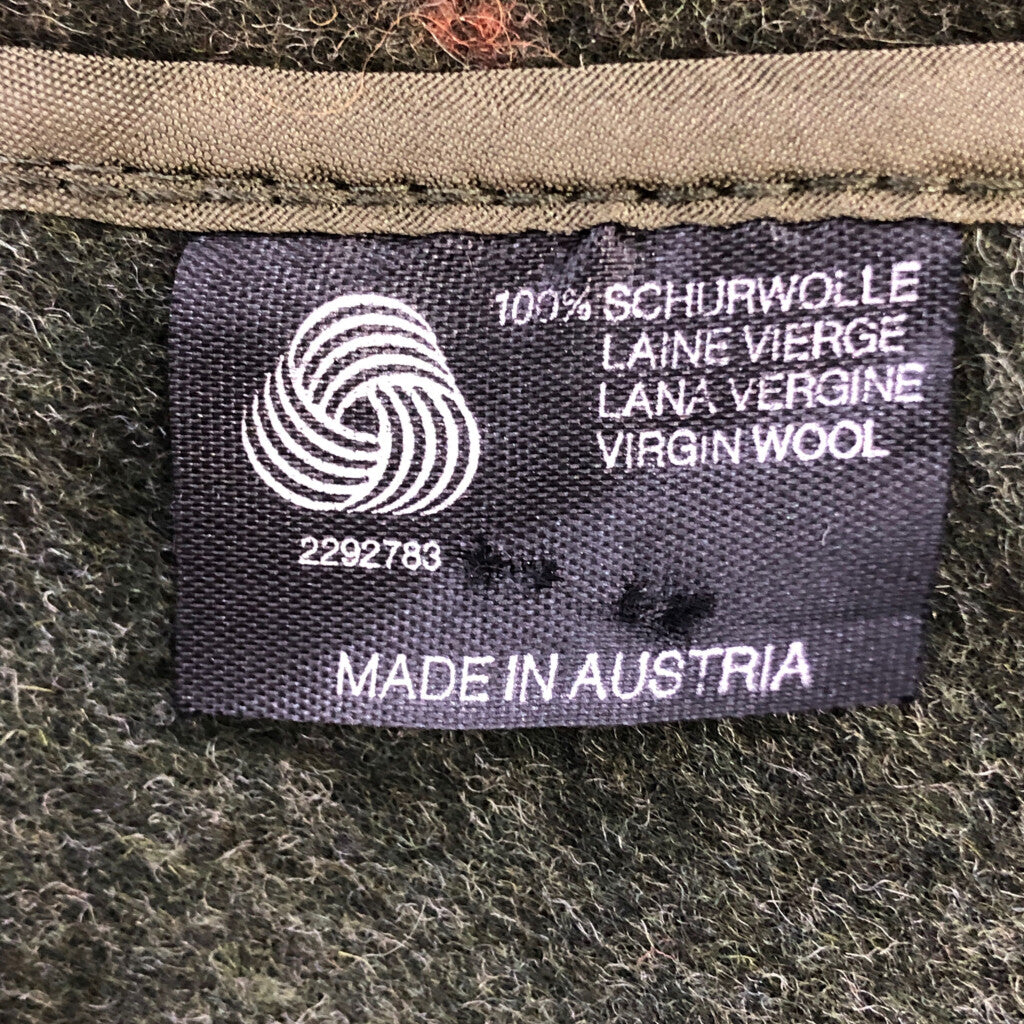 100% SCHURWOLLE
LAINE VIERGE
LANA VERGINE
VIRGIN WOOL
2292783
MADE IN AUSTRIA